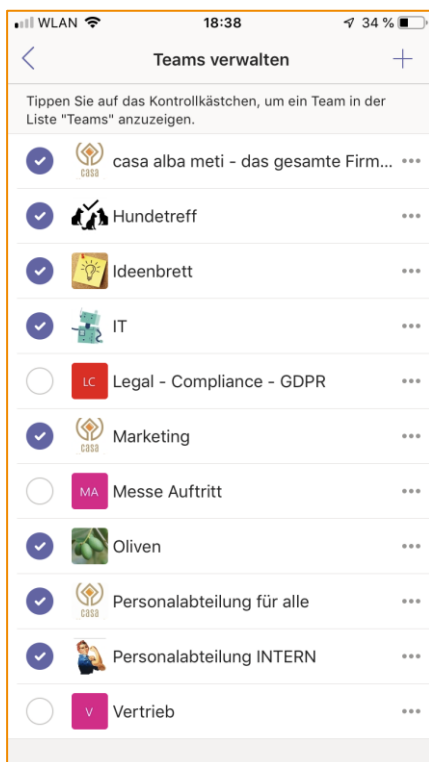 WLAN 18:38 34 %
Teams verwalten
Tippen Sie auf das Kontrollkästchen, um ein Team in der
Liste "Teams" anzuzeigen.
casa casa alba meti - das gesamte Firm...
Hundetreff
Ideenbrett
IT
LC Legal - Compliance - GDPR
casa Marketing
MA Messe Auftritt
Oliven
casa Personalabteilung für alle
Personalabteilung INTERN
V Vertrieb